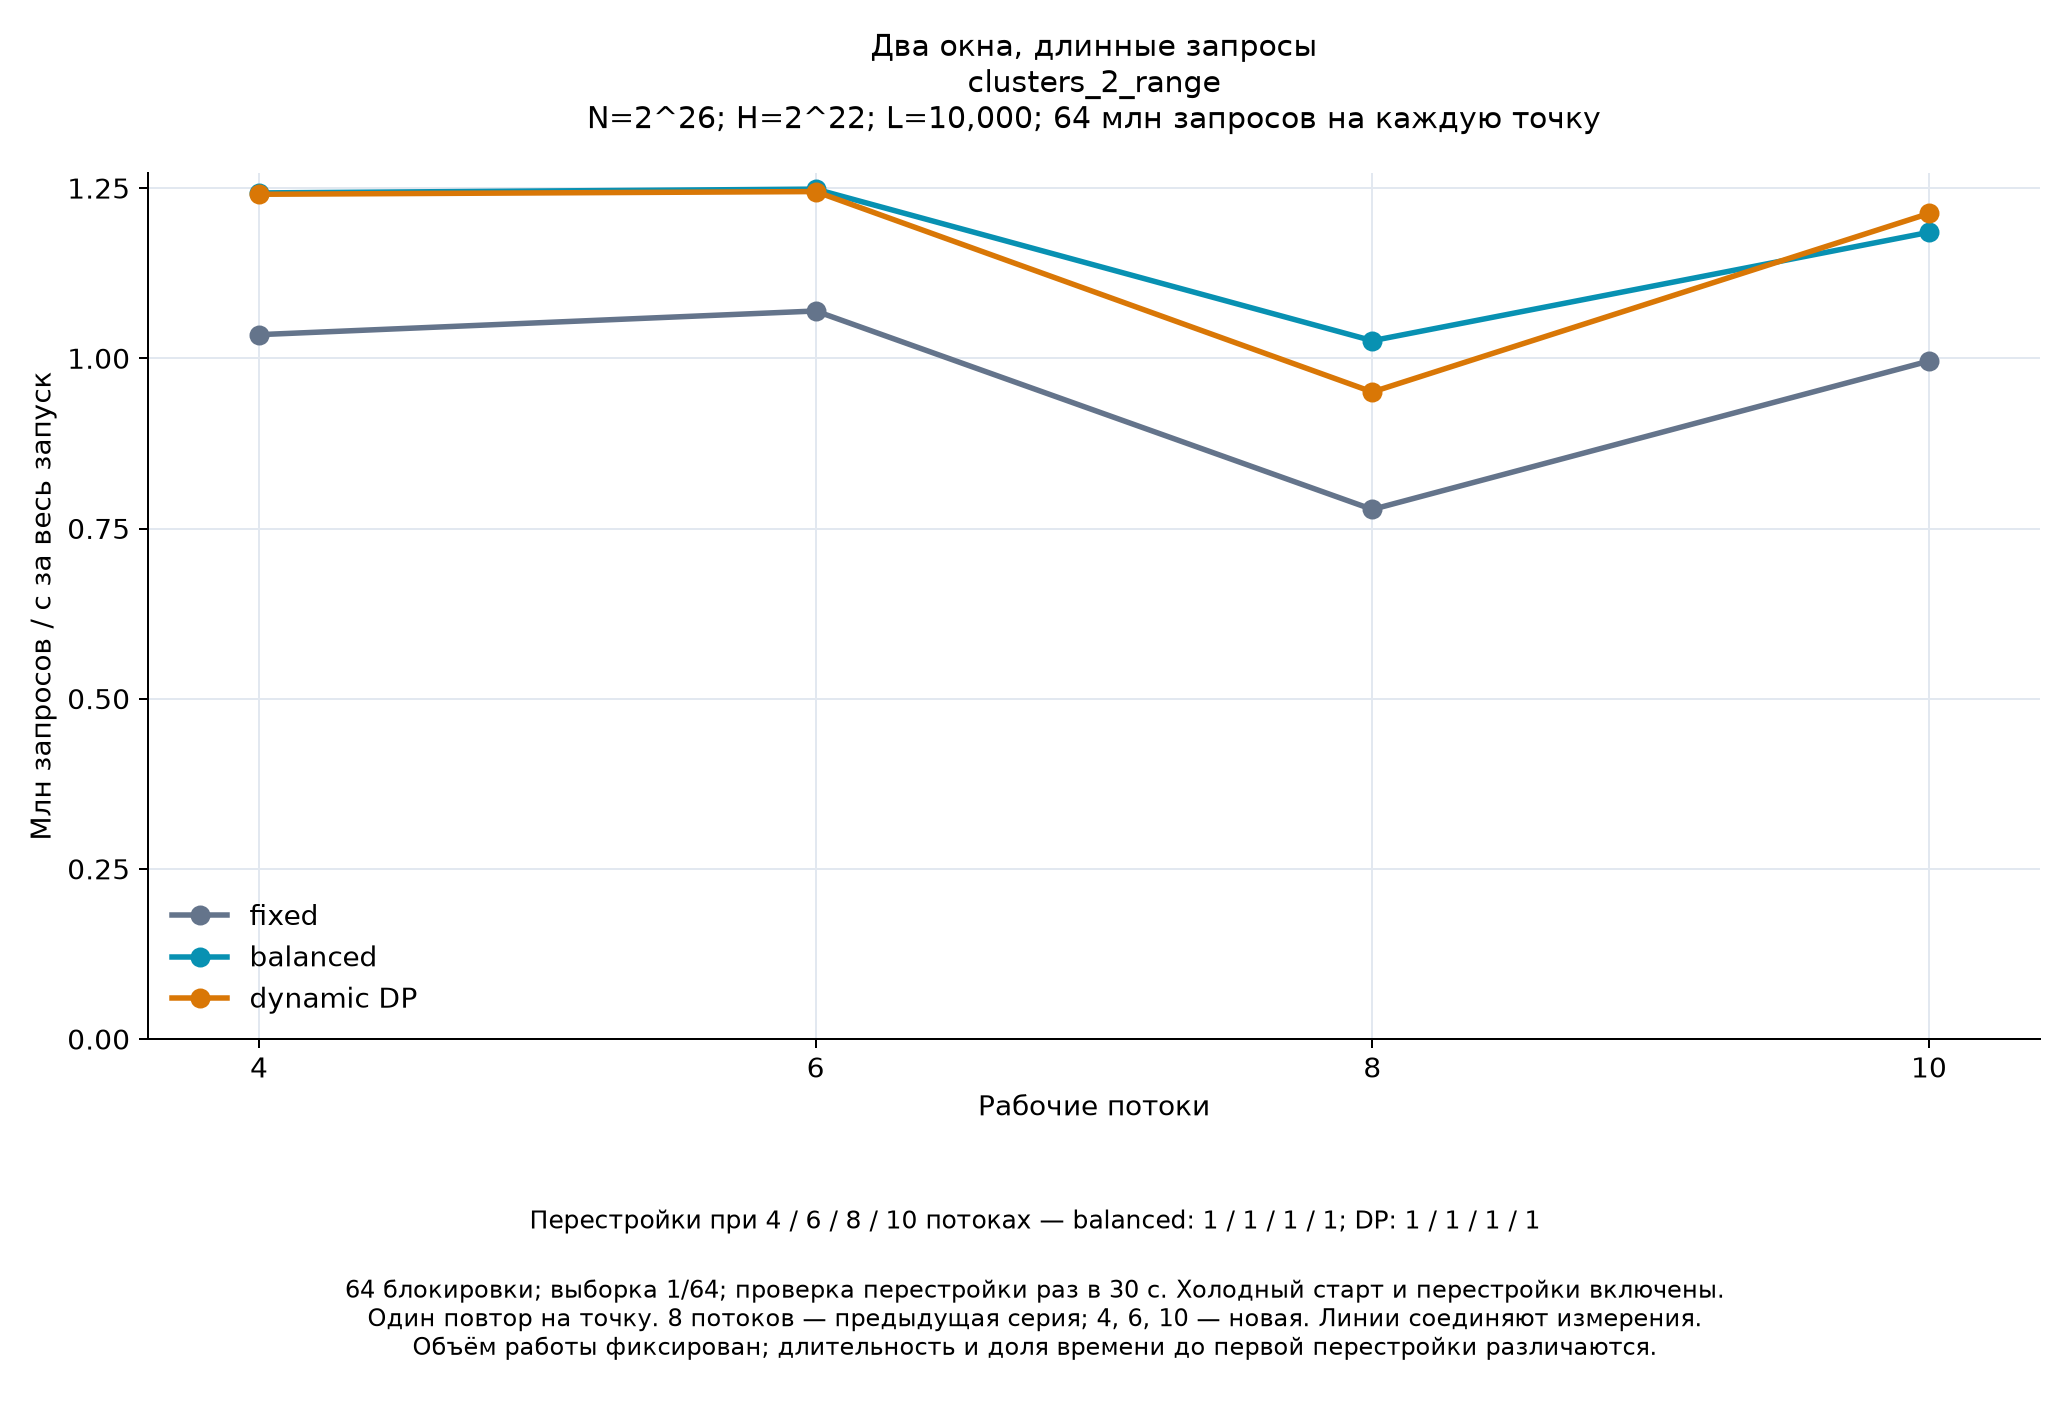 Два окна, длинные запросы
clusters_2_range
N=2^26; H=2^22; L=10,000; 64 млн запросов на каждую точку
Млн запросов / с за весь запуск
1.25
1.00
0.75
0.50
0.25
0.00
fixed
balanced
dynamic DP
4 6 8 10
Рабочие потоки
Перестройки при 4 / 6 / 8 / 10 потоках — balanced: 1 / 1 / 1 / 1; DP: 1 / 1 / 1 / 1
64 блокировки; выборка 1/64; проверка перестройки раз в 30 с. Холодный старт и перестройки включены.
Один повтор на точку. 8 потоков — предыдущая серия; 4, 6, 10 — новая. Линии соединяют измерения.
Объём работы фиксирован; длительность и доля времени до первой перестройки различаются.